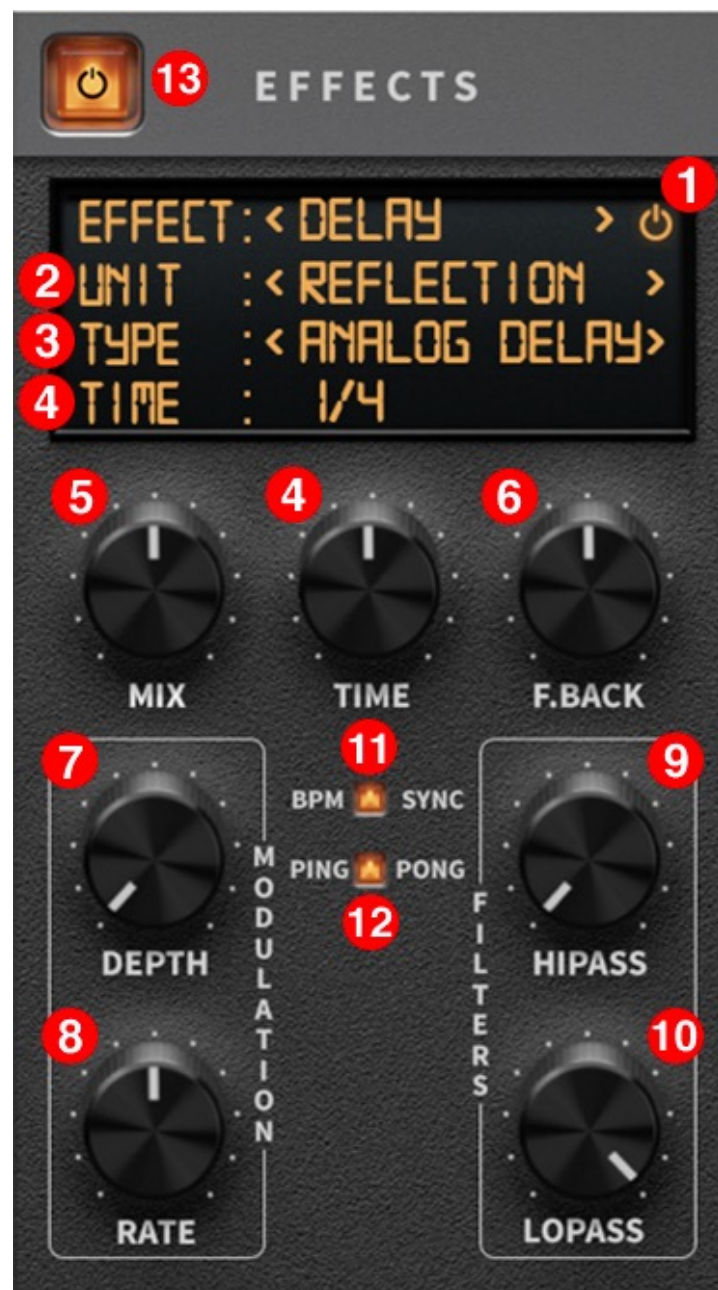 13 EFFECTS
1
EFFECT:< DELAY >
2 UNIT :< REFLECTION >
3 TYPE :< ANALOG DELAY>
4 TIME : 1/4
5 4 6
MIX TIME F.BACK
7 11 9
BPM SYNC
PING PONG
12
DEPTH HIPASS
MODULATION
FILTERS
8 10
RATE LOPASS